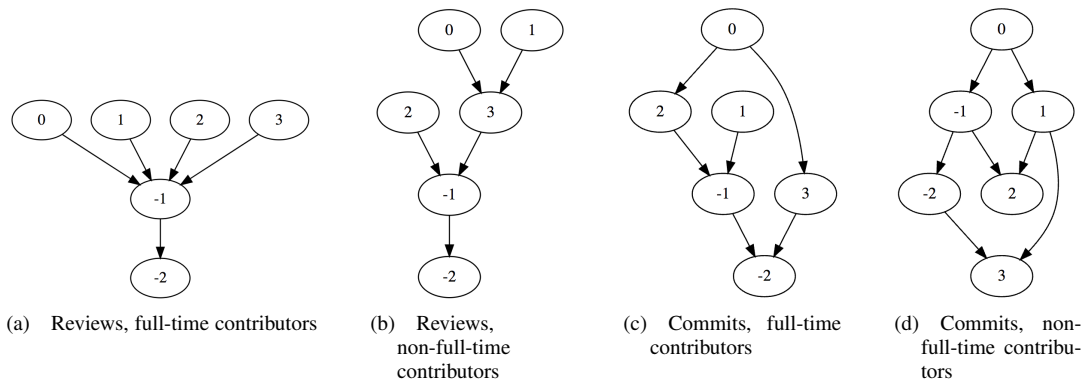 0
1
2
3
-1
-2
(a) Reviews, full-time contributors
0
1
2
3
-1
-2
(b) Reviews,
non-full-time
contributors
0
2
1
-1
3
-2
(c) Commits, full-time
contributors
0
-1
1
-2
2
3
(d) Commits, non-
full-time contribu-
tors